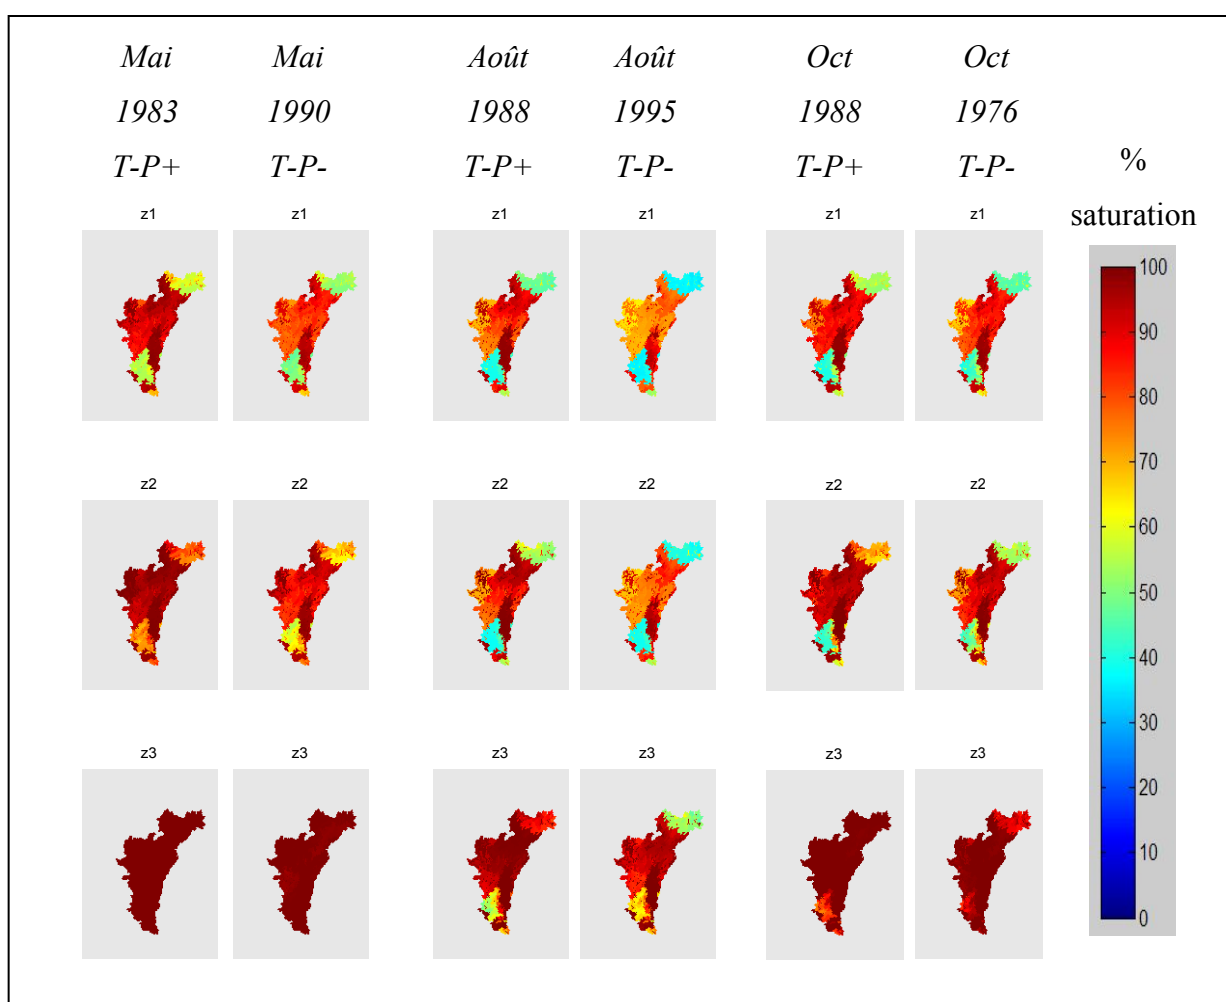 Mai Mai Août Août Oct Oct
1983 1990 1988 1995 1988 1976
T-P+ T-P- T-P+ T-P- T-P+ T-P- %
saturation
z1 z1 z1 z1 z1 z1
100
90
80
70
60
50
40
30
20
10
0
z2 z2 z2 z2 z2 z2
z3 z3 z3 z3 z3 z3